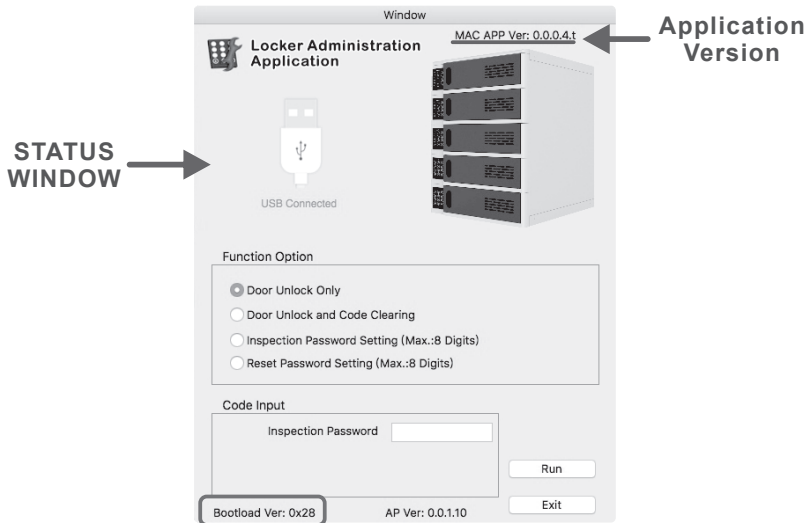 Window
MAC APP Ver: 0.0.0.4.t
Application
Version
Locker Administration
Application
STATUS
WINDOW
USB Connected
Function Option
Door Unlock Only
Door Unlock and Code Clearing
Inspection Password Setting (Max.:8 Digits)
Reset Password Setting (Max.:8 Digits)
Code Input
Inspection Password
Run
Bootload Ver: 0x28
AP Ver: 0.0.1.10
Exit